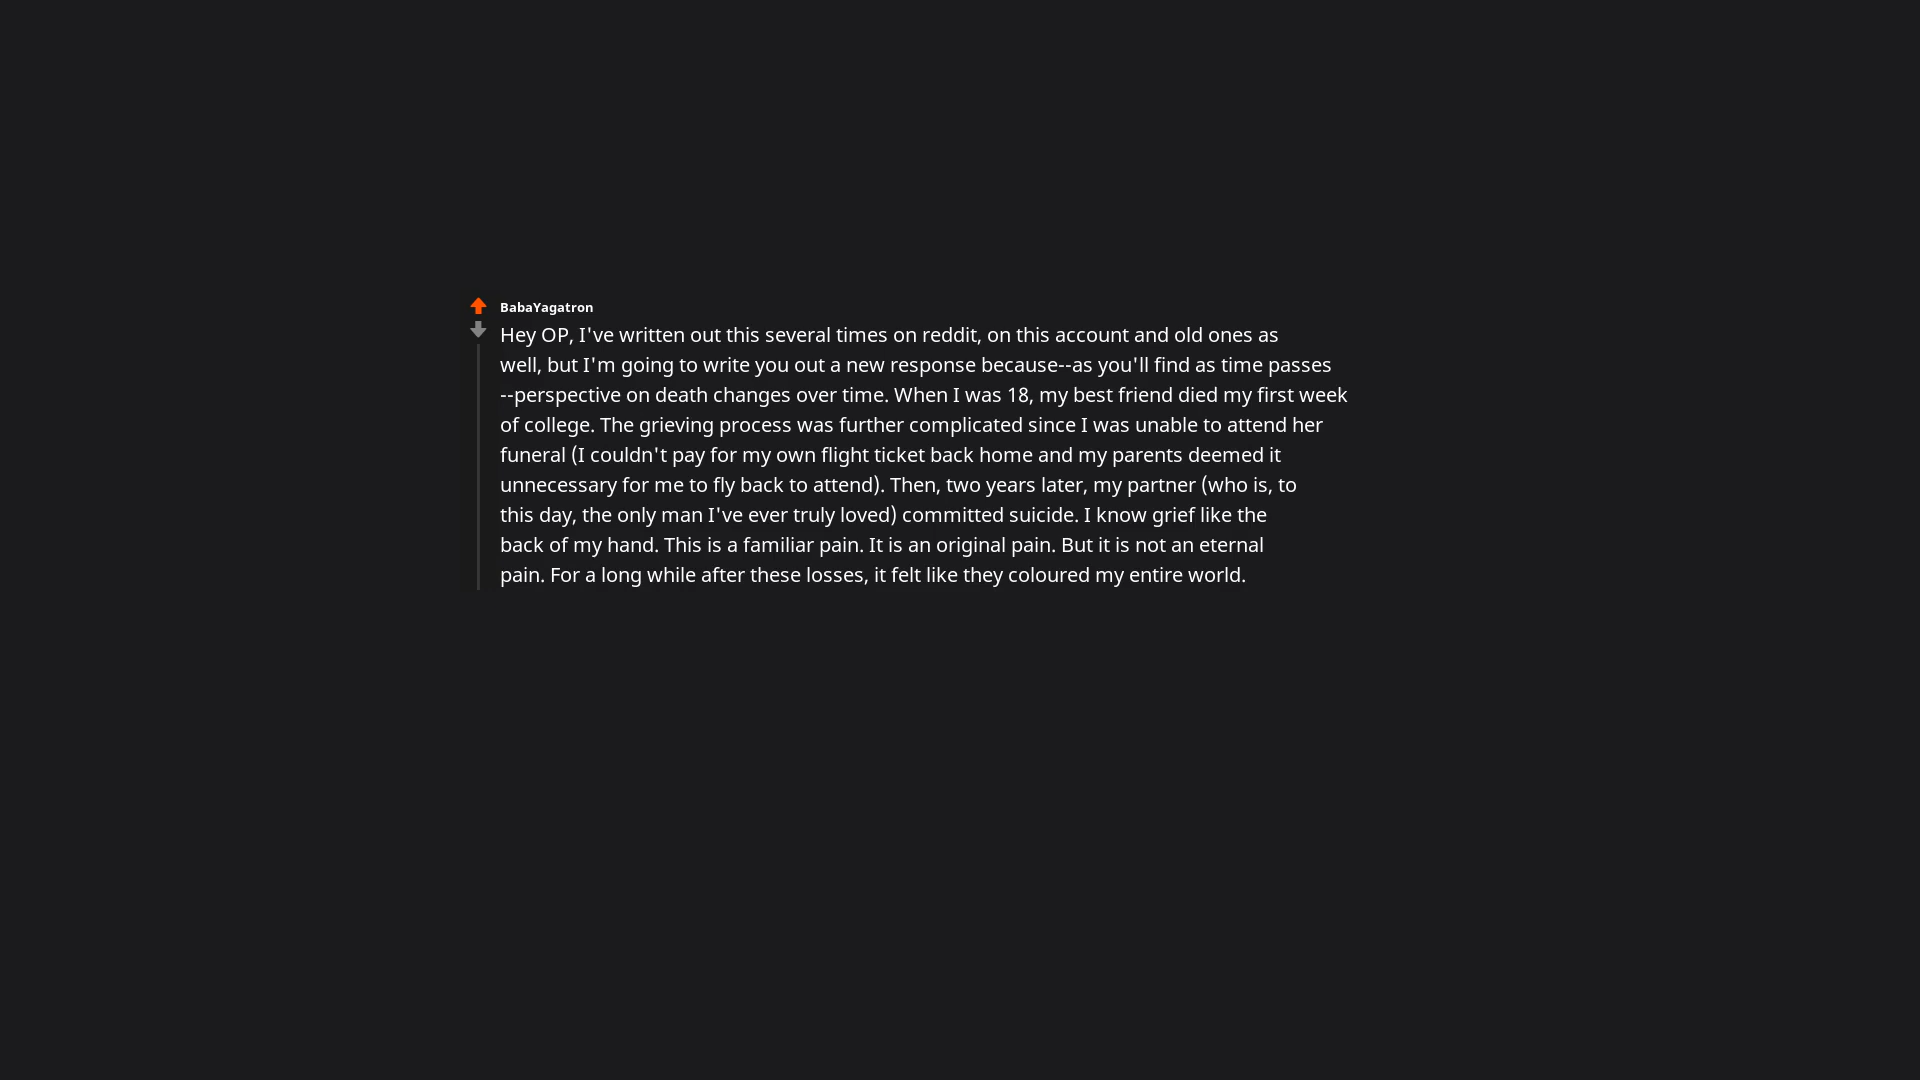 BabaYagatron
Hey OP, I've written out this several times on reddit, on this account and old ones as
well, but I'm going to write you out a new response because--as you'll find as time passes
--perspective on death changes over time. When I was 18, my best friend died my first week
of college. The grieving process was further complicated since I was unable to attend her
funeral (I couldn't pay for my own flight ticket back home and my parents deemed it
unnecessary for me to fly back to attend). Then, two years later, my partner (who is, to
this day, the only man I've ever truly loved) committed suicide. I know grief like the
back of my hand. This is a familiar pain. It is an original pain. But it is not an eternal
pain. For a long while after these losses, it felt like they coloured my entire world.